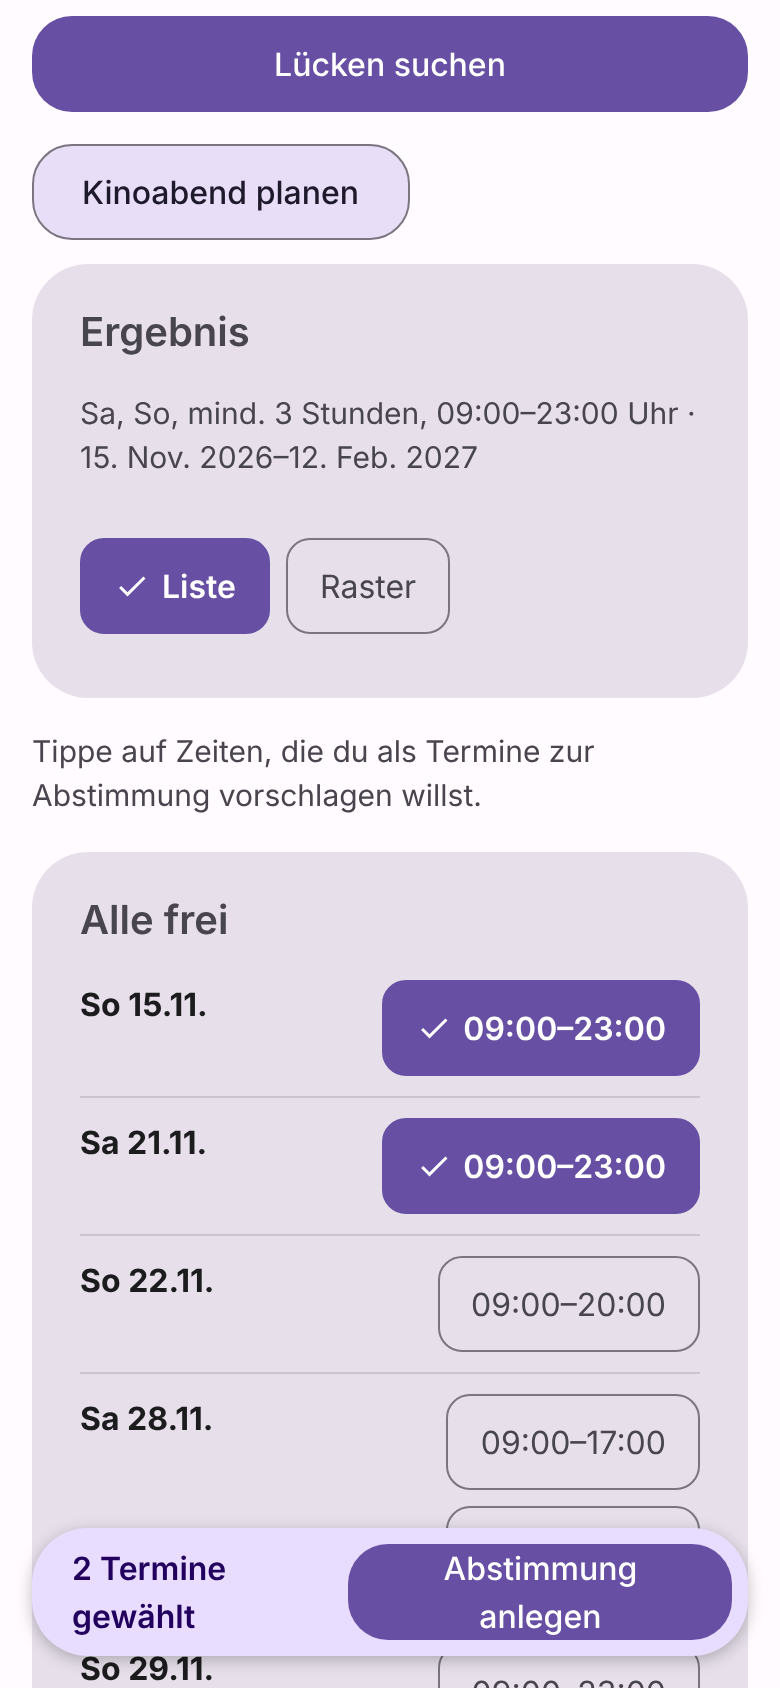 Lücken suchen
Kinoabend planen
Ergebnis
Sa, So, mind. 3 Stunden, 09:00–23:00 Uhr ·
15. Nov. 2026–12. Feb. 2027
Liste
Raster
Tippe auf Zeiten, die du als Termine zur
Abstimmung vorschlagen willst.
Alle frei
So 15.11.
09:00–23:00
Sa 21.11.
09:00–23:00
So 22.11.
09:00–20:00
Sa 28.11.
09:00–17:00
2 Termine
gewählt
Abstimmung
anlegen
So 29.11.